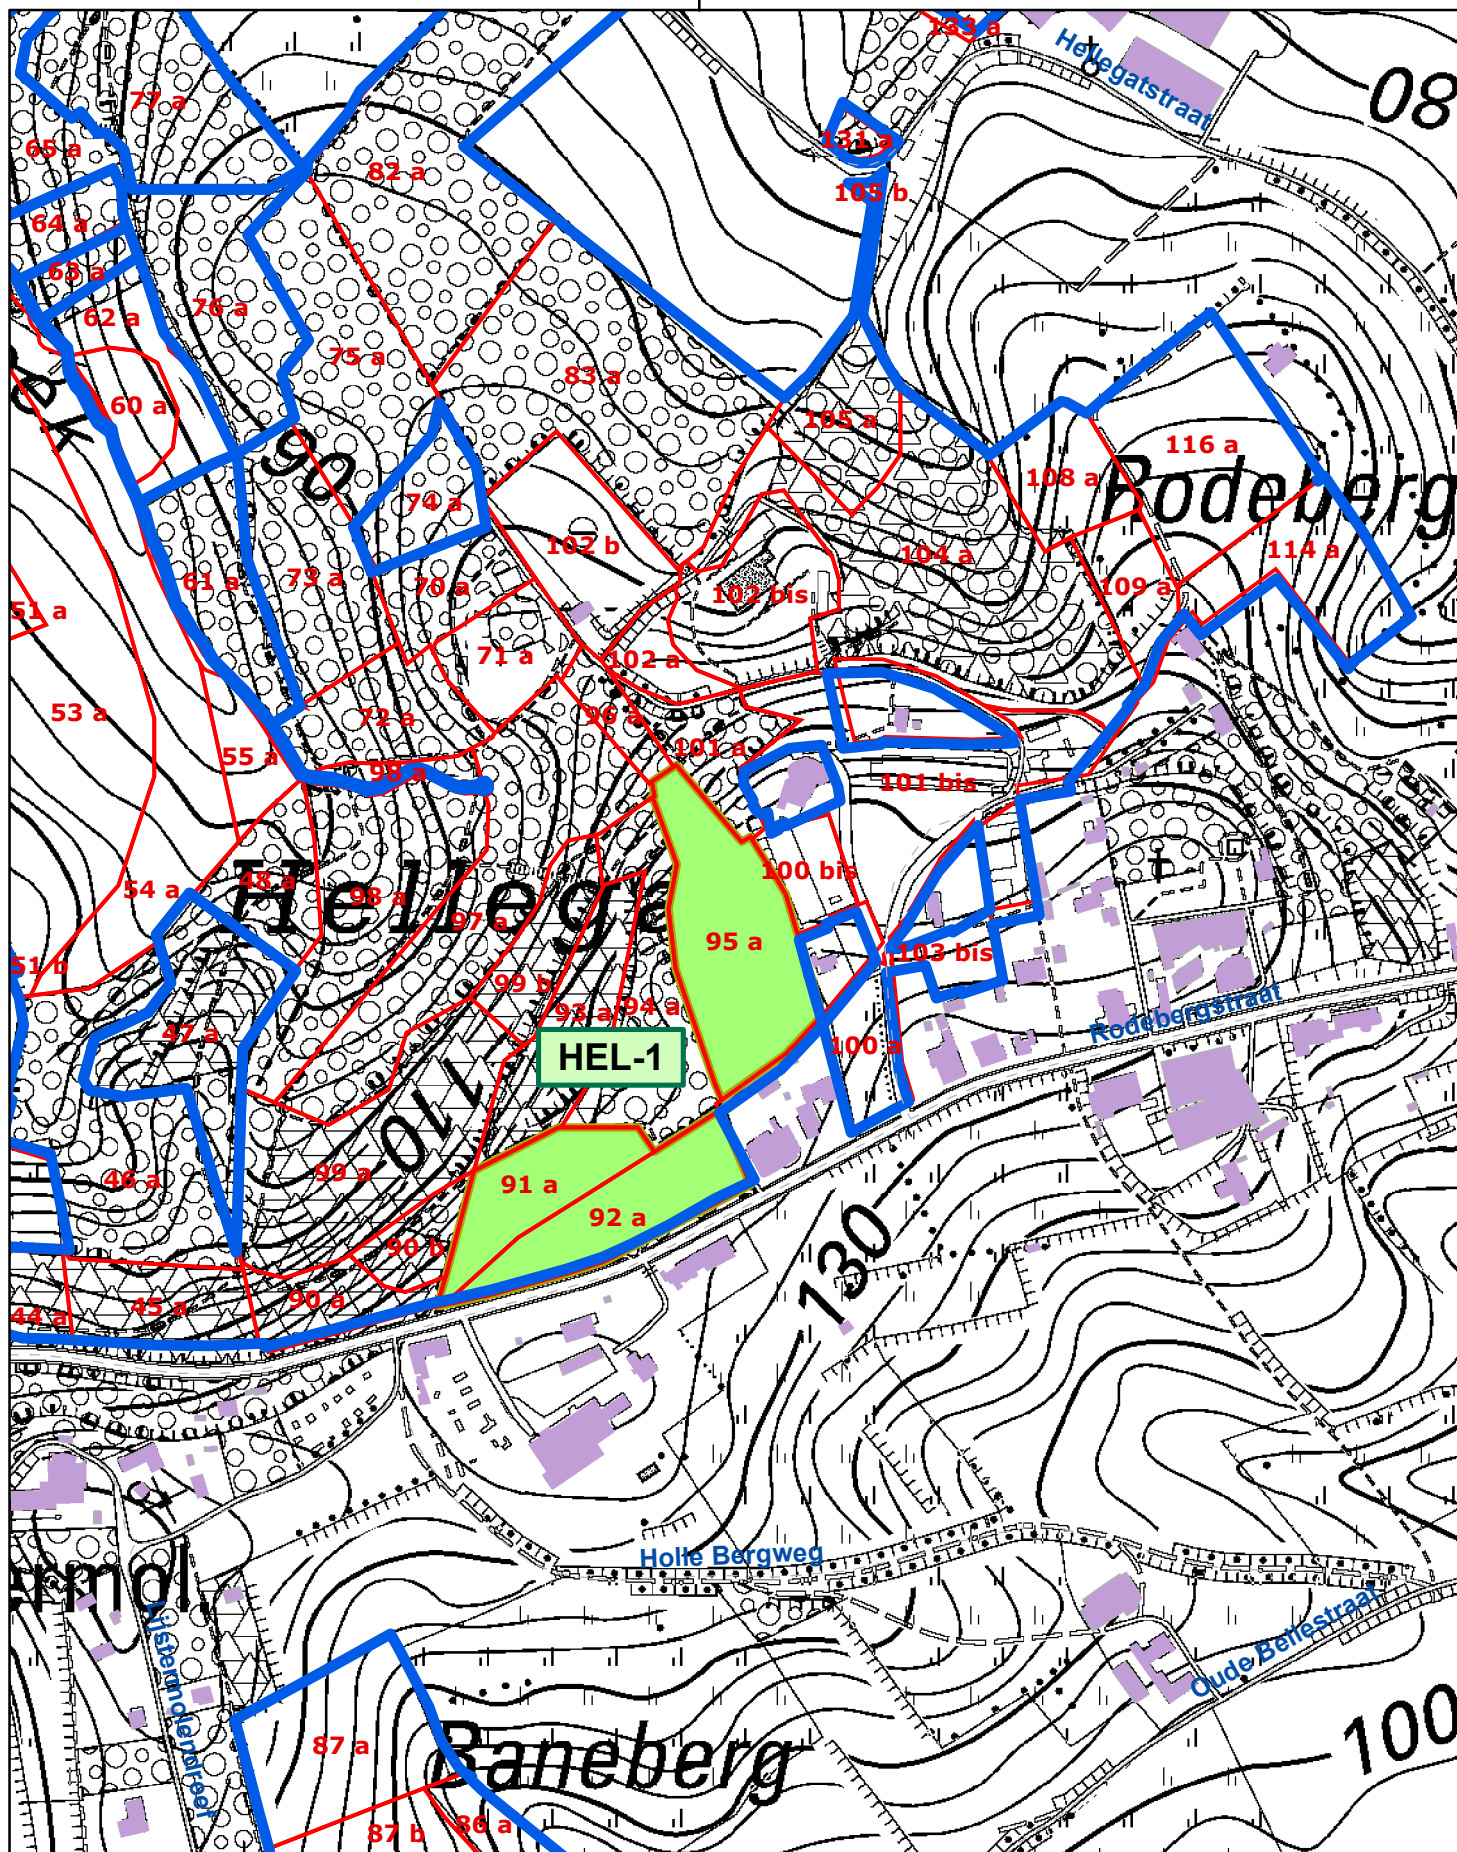 133 a
Hellegatstraat
08
77 a
131 a
65 a
82 a
105 b
64 a
63 a
76 a
62 a
75 a
83 a
60 a
105 a
116 a
90
108 a
Rodeberg
74 a
102 b
104 a
114 a
61 a
73 a
70 a
102 bis
109 a
51 a
71 a
102 a
53 a
72 a
96 a
101 a
55 a
98 a
101 bis
100 bis
54 a
48 a
98 a
Hellega
97 a
95 a
103 bis
51 b
99 b
93 a
94 a
Rodebergstraat
47 a
100 a
HEL-1
110
46 a
99 a
91 a
92 a
90 b
130
44 a
45 a
90 a
Holle Bergweg
ermol
Lijstermolendreef
Oude Bellestraat
87 a
Baneberg
100
87 b
86 a